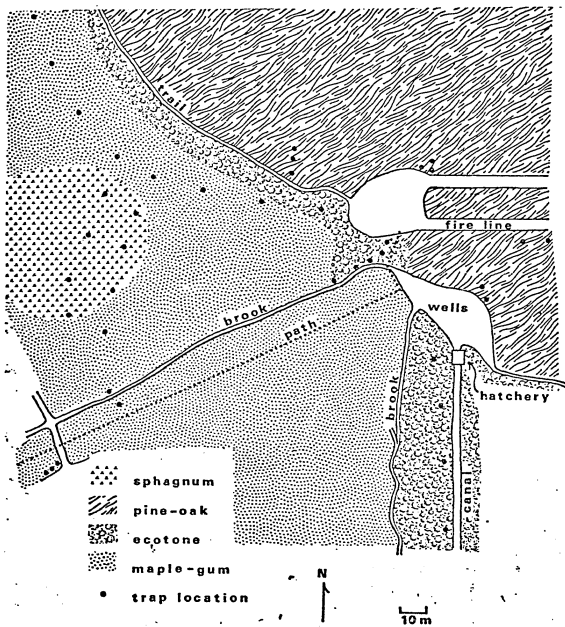 trail
fire line
wells
brook
path
brook
hatchery
canal
sphagnum
pine-oak
ecotone
maple-gum
trap location
N
10 m